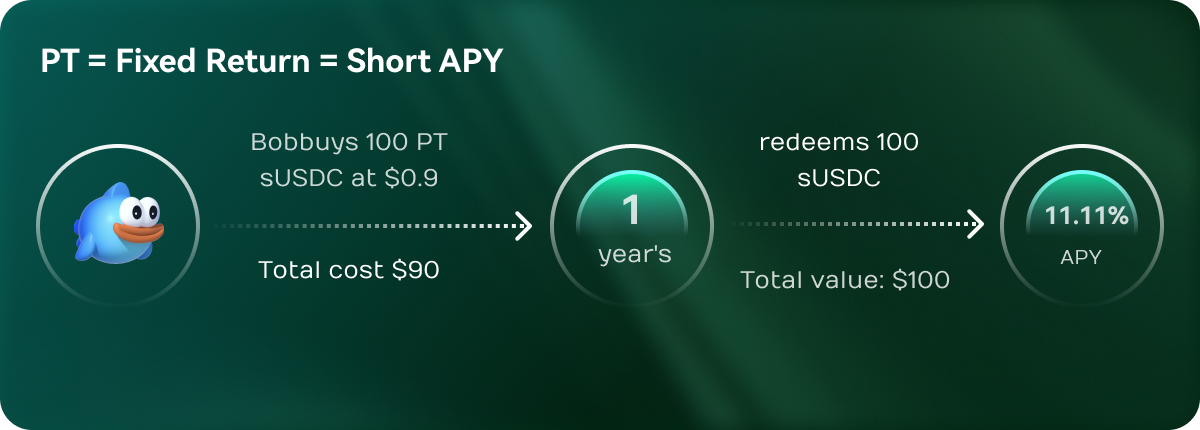 PT = Fixed Return = Short APY
Bobbuys 100 PT
sUSDC at $0.9
Total cost $90
1
year's
redeems 100
sUSDC
Total value: $100
11.11%
APY